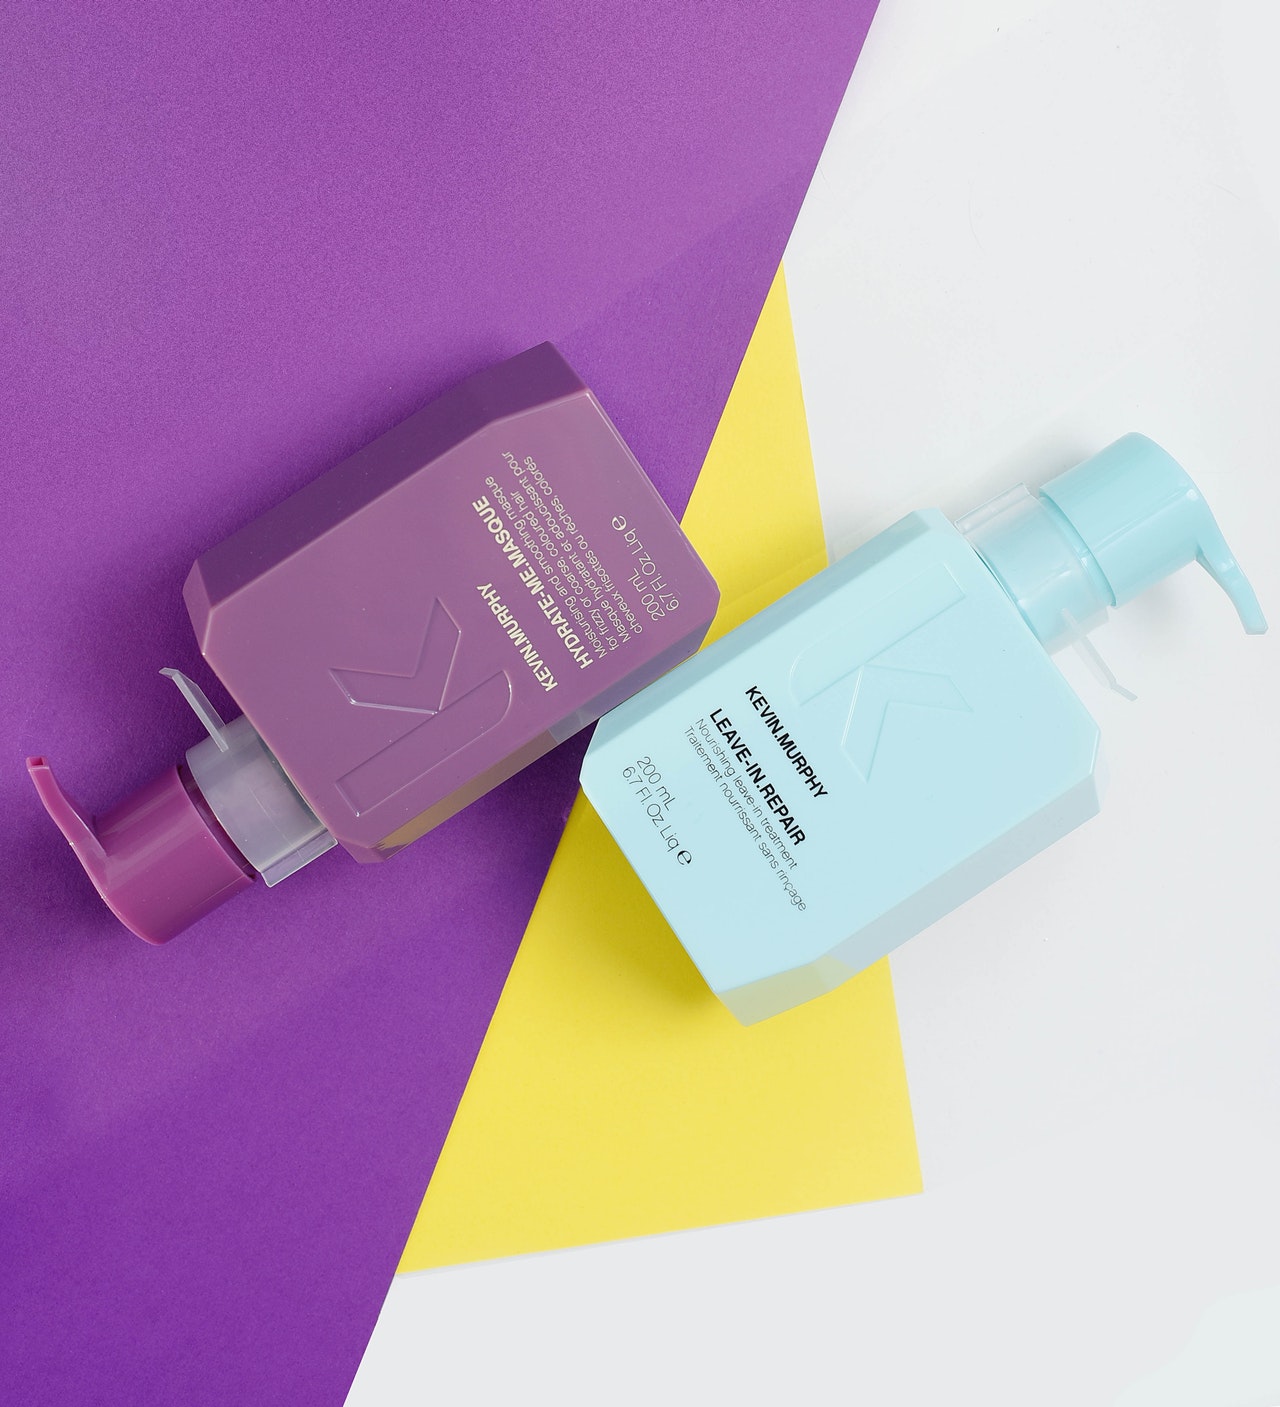 KEVIN.MURPHY
HYDRATE-ME.MASQUE
Moisturising and smoothing masque
for frizzy or coarse, coloured hair
Masque hydratant et adoucissant pour
cheveux frisottés ou rêches, colorés
200 mL
6.7 Fl.Oz Liq e
KEVIN.MURPHY
LEAVE-IN.REPAIR
Nourishing leave-in treatment
Traitement nourrissant sans rinçage
200 mL
6.7 Fl.Oz Liq e